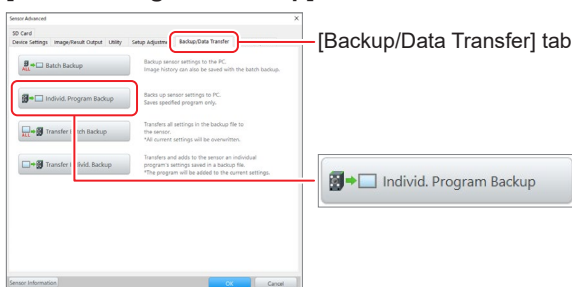 Sensor Advanced
SD Card
Device Settings Image/Result Output Utility Setup Adjustm Backup/Data Transfer
[Backup/Data Transfer] tab
ALL Batch Backup
Backup sensor settings to the PC.
Image history can also be saved with the batch backup.
Individ. Program Backup
Backs up sensor settings to PC.
Saves specified program only.
ALL Transfer tch Backup
Transfers all settings in the backup file to
the sensor.
*All current settings will be overwritten.
Transfer divid. Backup
Transfers and adds to the sensor an individual
program's settings saved in a backup file.
*The program will be added to the current settings.
Individ. Program Backup
Sensor Information
OK
Cancel